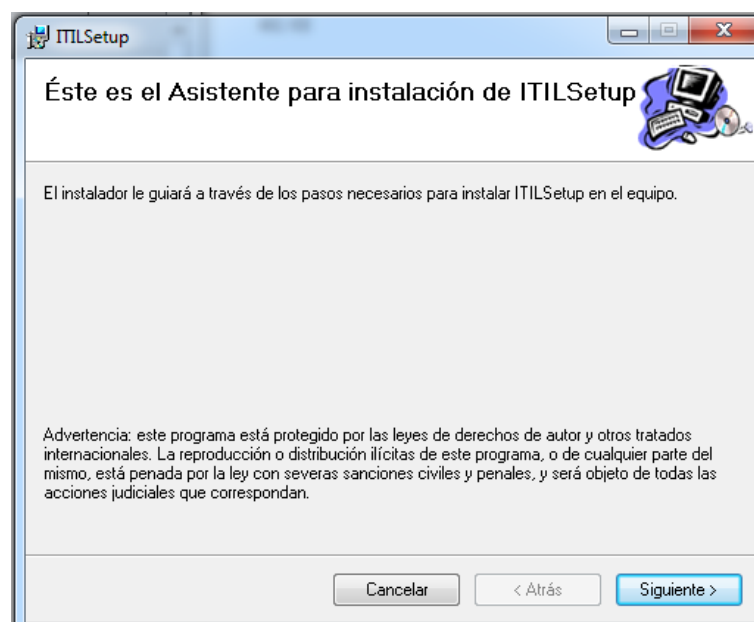 ITILSetup
Éste es el Asistente para instalación de ITILSetup
El instalador le guiará a través de los pasos necesarios para instalar ITILSetup en el equipo.
Advertencia: este programa está protegido por las leyes de derechos de autor y otros tratados
internacionales. La reproducción o distribución ilícitas de este programa, o de cualquier parte del
mismo, está penada por la ley con severas sanciones civiles y penales, y será objeto de todas las
acciones judiciales que correspondan.
Cancelar
< Atrás
Siguiente >